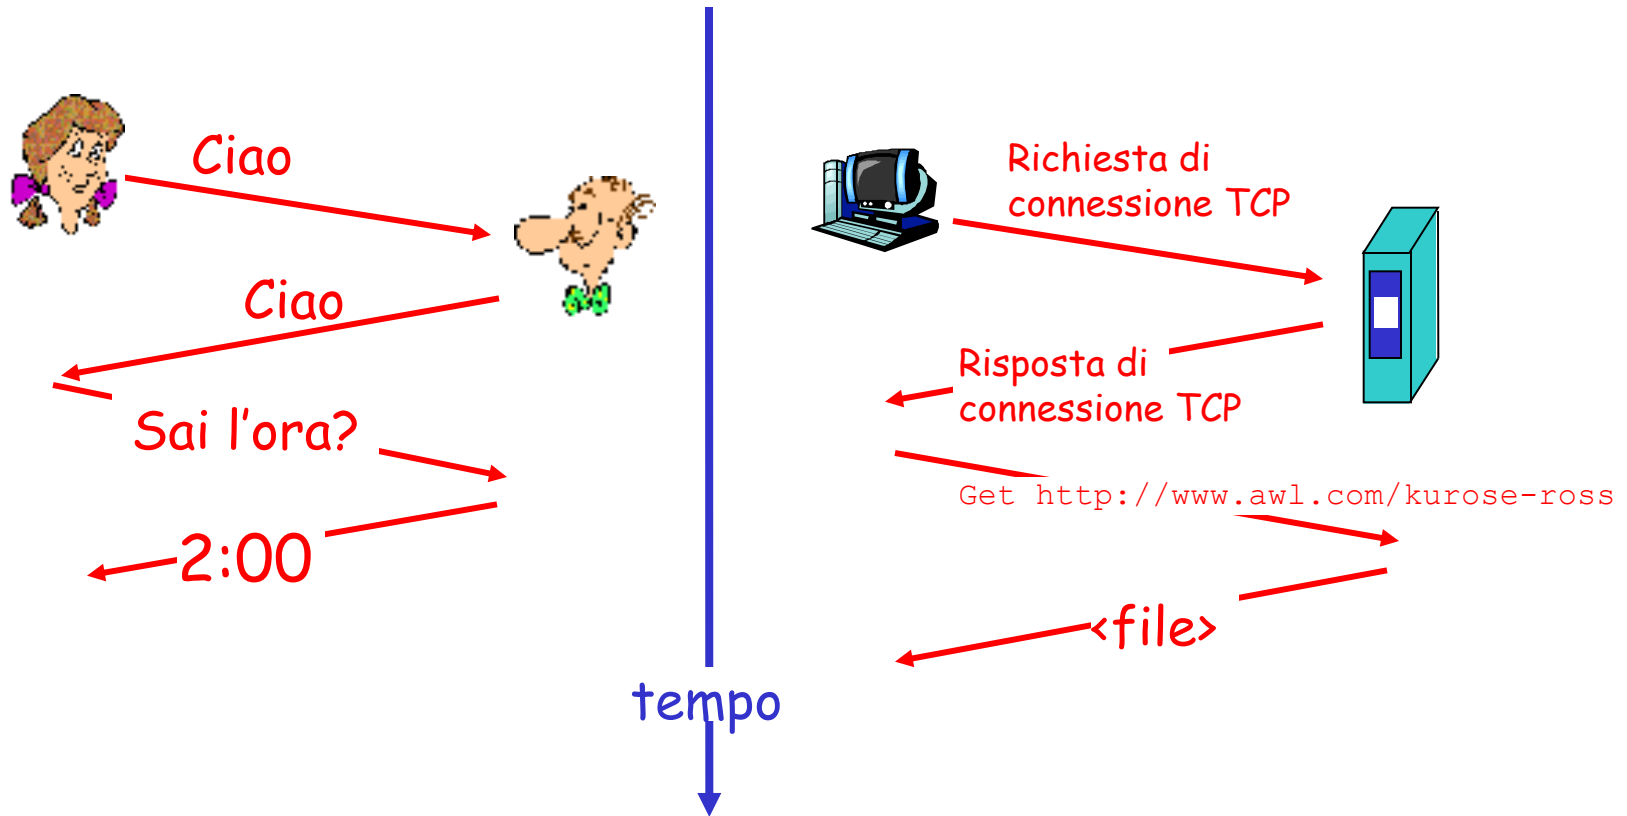 Ciao
Ciao
Sai l'ora?
2:00
tempo
Richiesta di
connessione TCP
Risposta di
connessione TCP
Get http://www.awl.com/kurose-ross
<file>